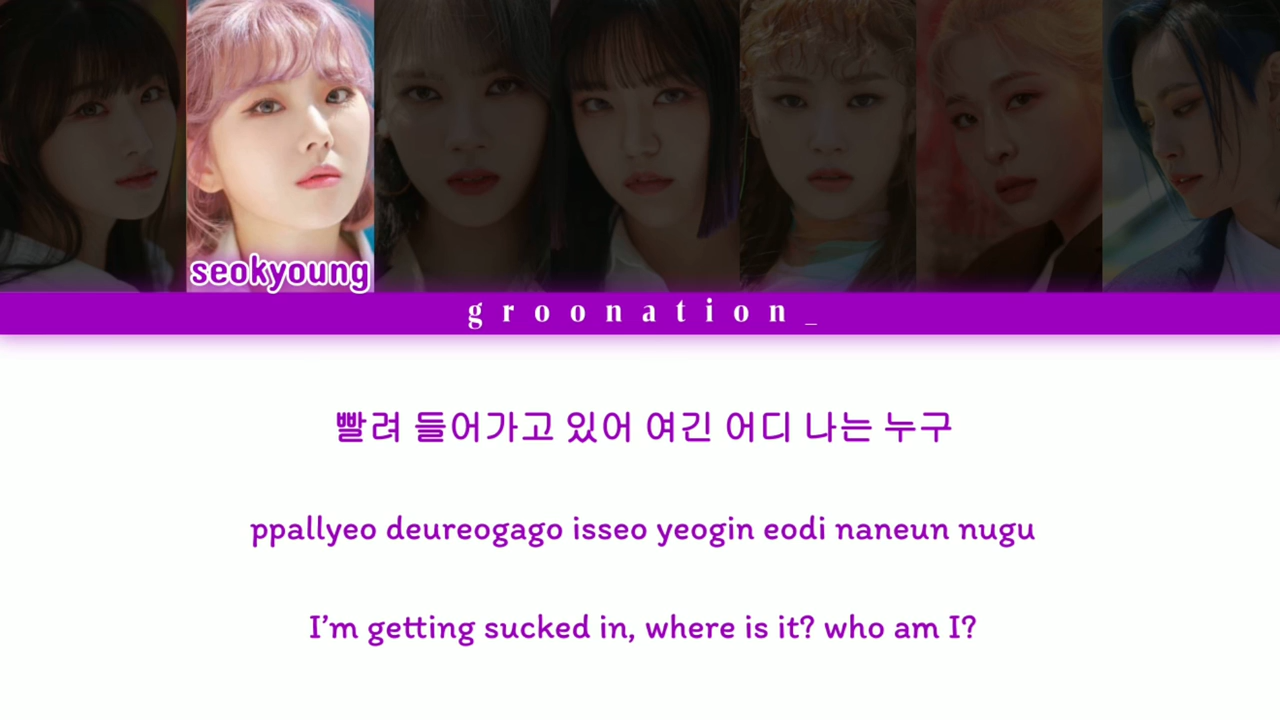 seokyoung
groonation_
빨려 들어가고 있어 여긴 어디 나는 누구
ppallyeo deureogago isseo yeogin eodi naneun nugu
I'm getting sucked in, where is it? who am I?